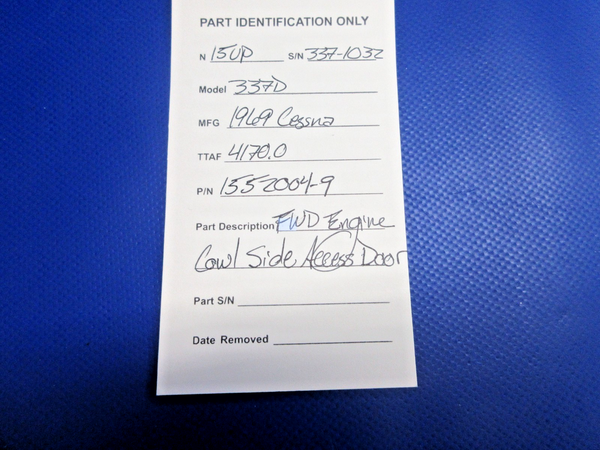 PART IDENTIFICATION ONLY
N 15UP S/N 337-1032
Model 337D
MFG 1969 Cessna
TTAF 4170.0
P/N 1552004-9
Part Description FWD Engine
Cowl Side Access Door
Part S/N
Date Removed